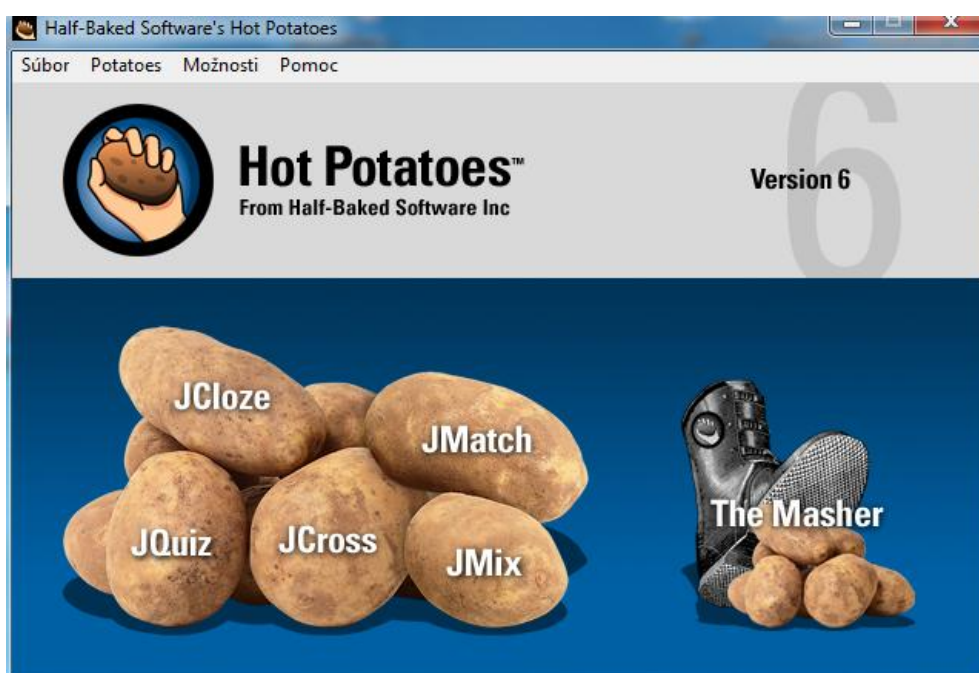 Half-Baked Software's Hot Potatoes
Súbor Potatoes Možnosti Pomoc
6
Hot Potatoes™
Version 6
From Half-Baked Software Inc
JCloze
JMatch
The Masher
JQuiz
JCross
JMix